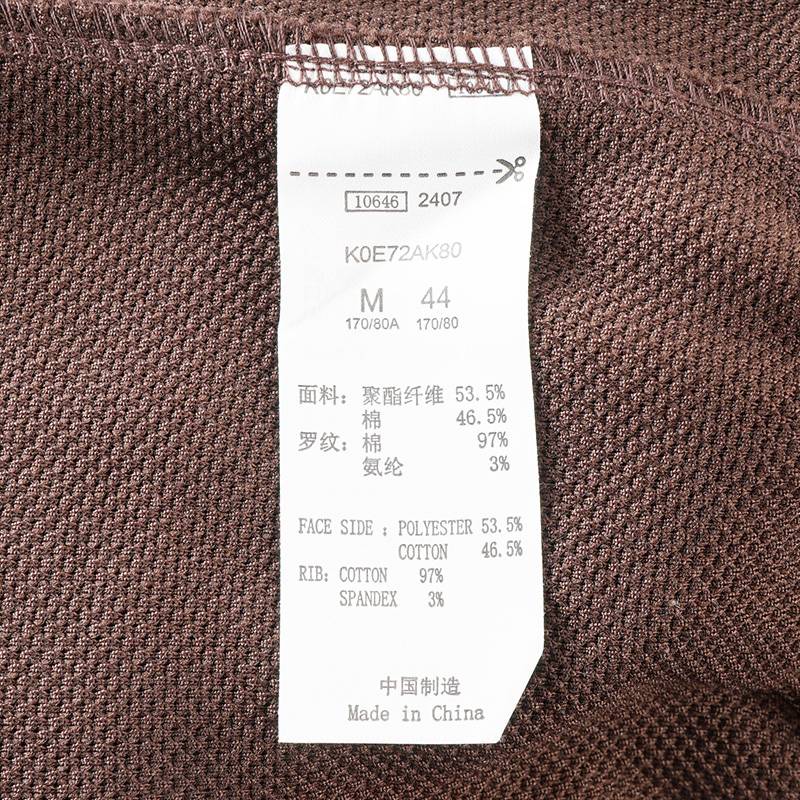 K0E72AK80
10646 2407
K0E72AK80
M 44
170/80A 170/80
面料: 聚酯纤维 53.5%
棉 46.5%
罗纹: 棉 97%
氨纶 3%
FACE SIDE : POLYESTER 53.5%
COTTON 46.5%
RIB: COTTON 97%
SPANDEX 3%
中国制造
Made in China